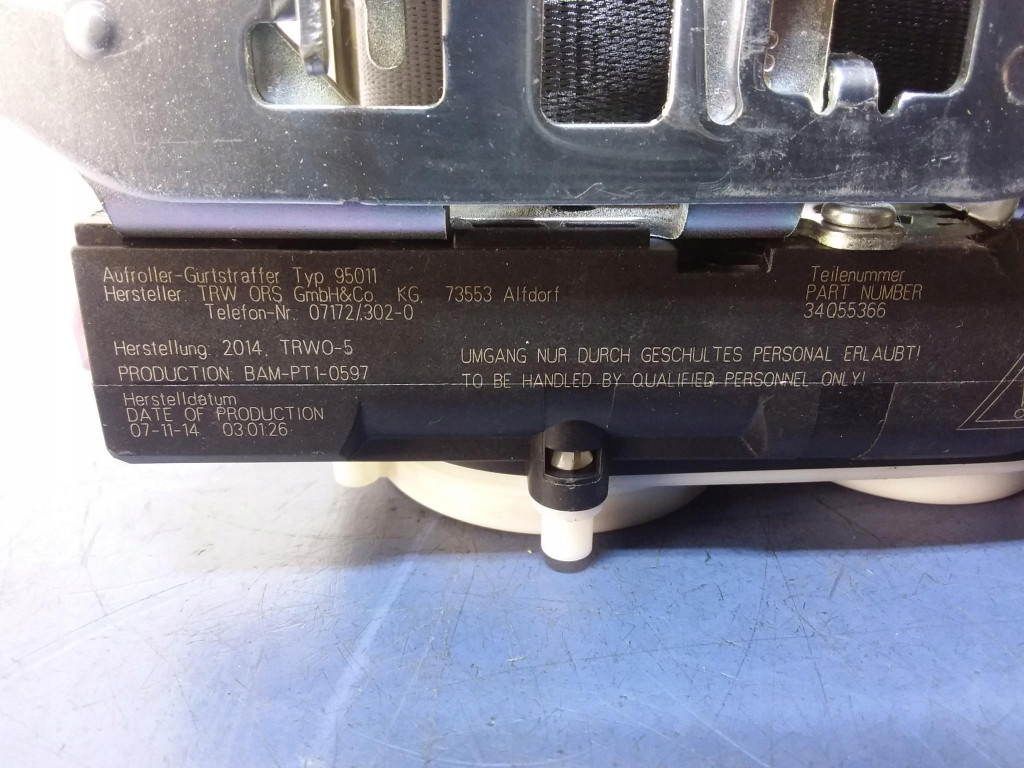 Aufroller-Gurtstraffer Typ 95011
Hersteller: TRW ORS GmbH&Co. KG, 73553 Alfdorf
Telefon-Nr. 07172/302-0
Herstellung: 2014, TRWO-5
PRODUCTION: BAM-PT1-0597
Herstelldatum
DATE OF PRODUCTION
07-11-14 03:01:26
Teilenummer
PART NUMBER
34055366
UMGANG NUR DURCH GESCHULTES PERSONAL ERLAUBT!
TO BE HANDLED BY QUALIFIED PERSONNEL ONLY!